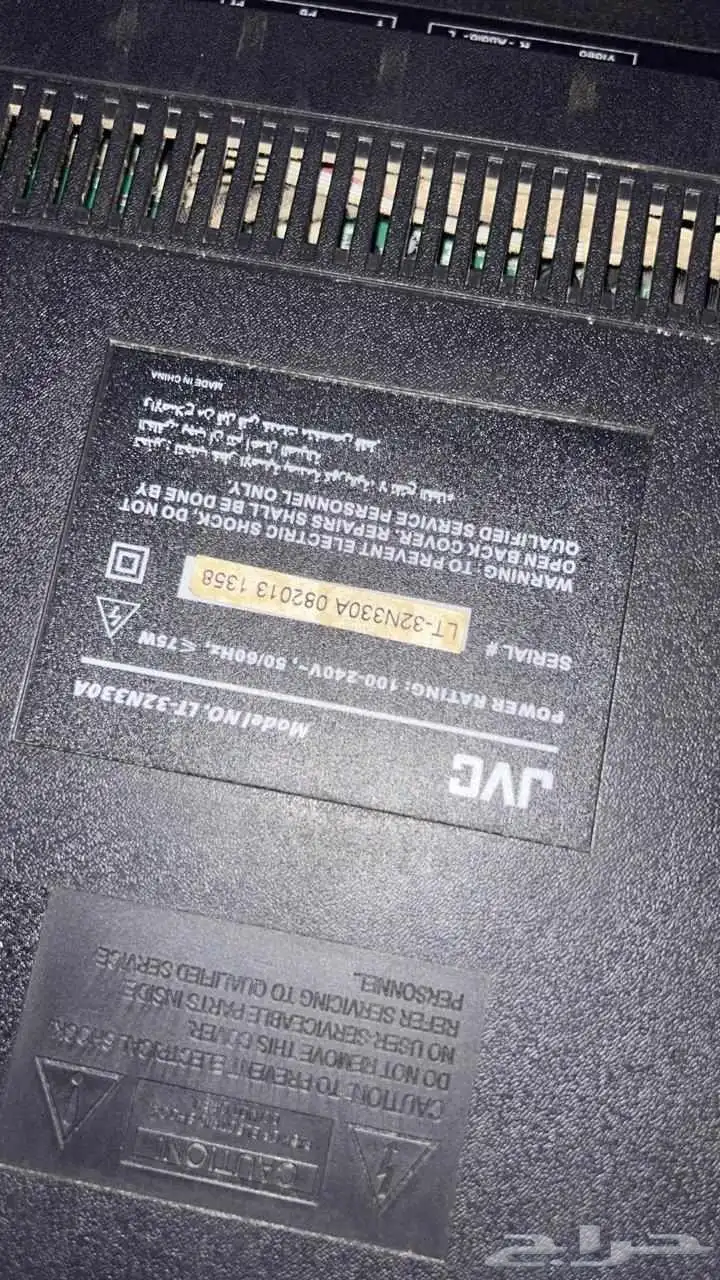 VIDEO
R - AUDIO - L
JVC
Model NO. LT-32N330A
POWER RATING: 100-240V~, 50/60Hz, ≤75W
SERIAL #
LT-32N330A 082013 1358
WARNING: TO PREVENT ELECTRIC SHOCK, DO NOT
OPEN BACK COVER. REPAIRS SHALL BE DONE BY
QUALIFIED SERVICE PERSONNEL ONLY.
MADE IN CHINA
CAUTION!
CAUTION: TO PREVENT ELECTRICAL SHOCK,
DO NOT REMOVE THIS COVER.
NO USER-SERVICEABLE PARTS INSIDE.
REFER SERVICING TO QUALIFIED SERVICE
PERSONNEL.
حراج